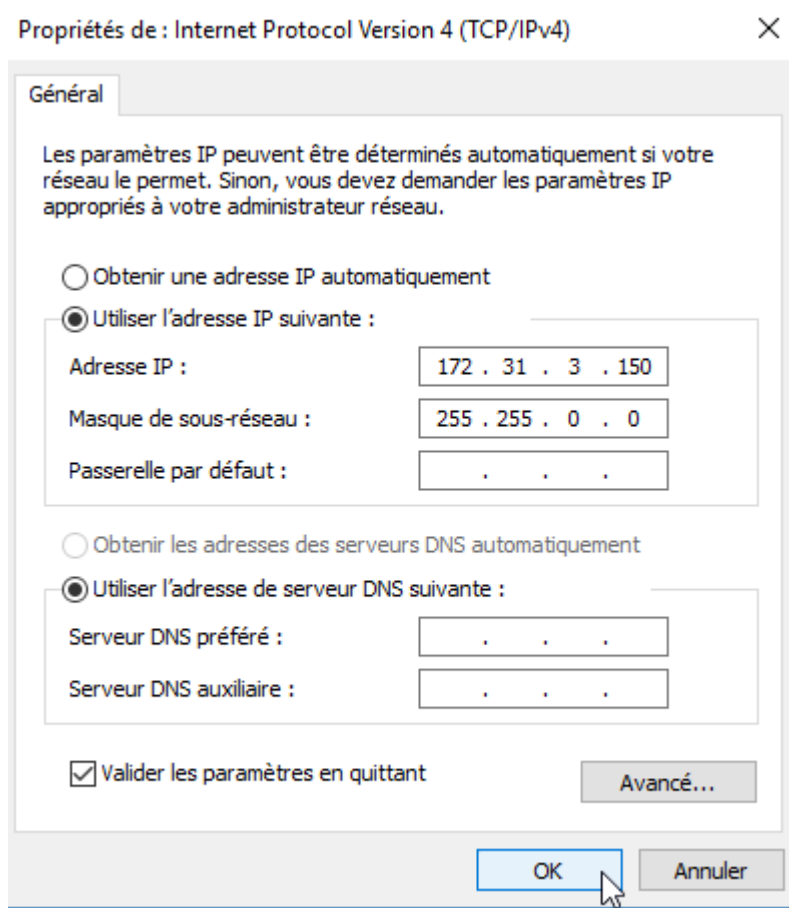 Propriétés de : Internet Protocol Version 4 (TCP/IPv4)
Général
Les paramètres IP peuvent être déterminés automatiquement si votre
réseau le permet. Sinon, vous devez demander les paramètres IP
appropriés à votre administrateur réseau.
Obtenir une adresse IP automatiquement
Utiliser l'adresse IP suivante :
Adresse IP : 172 . 31 . 3 . 150
Masque de sous-réseau : 255 . 255 . 0 . 0
Passerelle par défaut : . . .
Obtenir les adresses des serveurs DNS automatiquement
Utiliser l'adresse de serveur DNS suivante :
Serveur DNS préféré : . . .
Serveur DNS auxiliaire : . . .
Valider les paramètres en quittant
Avancé...
OK Annuler